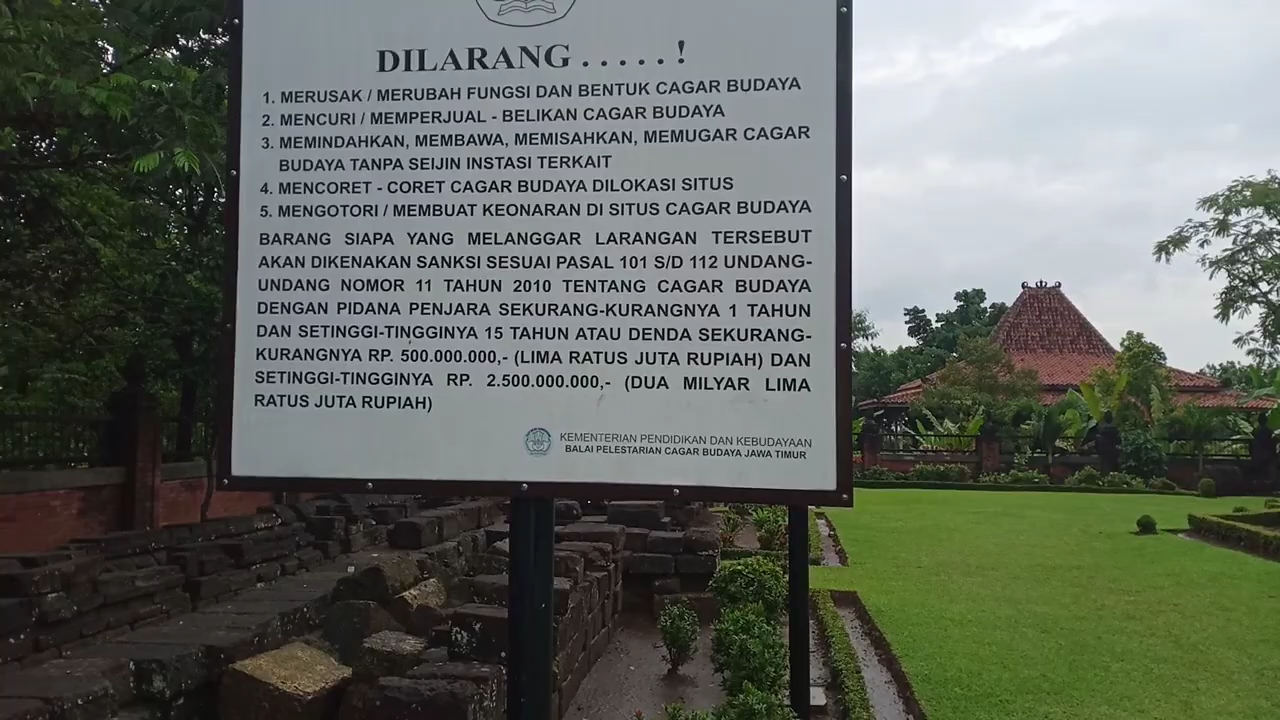 DILARANG . . . . . !
1. MERUSAK / MERUBAH FUNGSI DAN BENTUK CAGAR BUDAYA
2. MENCURI / MEMPERJUAL - BELIKAN CAGAR BUDAYA
3. MEMINDAHKAN, MEMBAWA, MEMISAHKAN, MEMUGAR CAGAR
BUDAYA TANPA SEIJIN INSTASI TERKAIT
4. MENCORET - CORET CAGAR BUDAYA DILOKASI SITUS
5. MENGOTORI / MEMBUAT KEONARAN DI SITUS CAGAR BUDAYA
BARANG SIAPA YANG MELANGGAR LARANGAN TERSEBUT
AKAN DIKENAKAN SANKSI SESUAI PASAL 101 S/D 112 UNDANG-
UNDANG NOMOR 11 TAHUN 2010 TENTANG CAGAR BUDAYA
DENGAN PIDANA PENJARA SEKURANG-KURANGNYA 1 TAHUN
DAN SETINGGI-TINGGINYA 15 TAHUN ATAU DENDA SEKURANG-
KURANGNYA RP. 500.000.000,- (LIMA RATUS JUTA RUPIAH) DAN
SETINGGI-TINGGINYA RP. 2.500.000.000,- (DUA MILYAR LIMA
RATUS JUTA RUPIAH)
KEMENTERIAN PENDIDIKAN DAN KEBUDAYAAN
BALAI PELESTARIAN CAGAR BUDAYA JAWA TIMUR